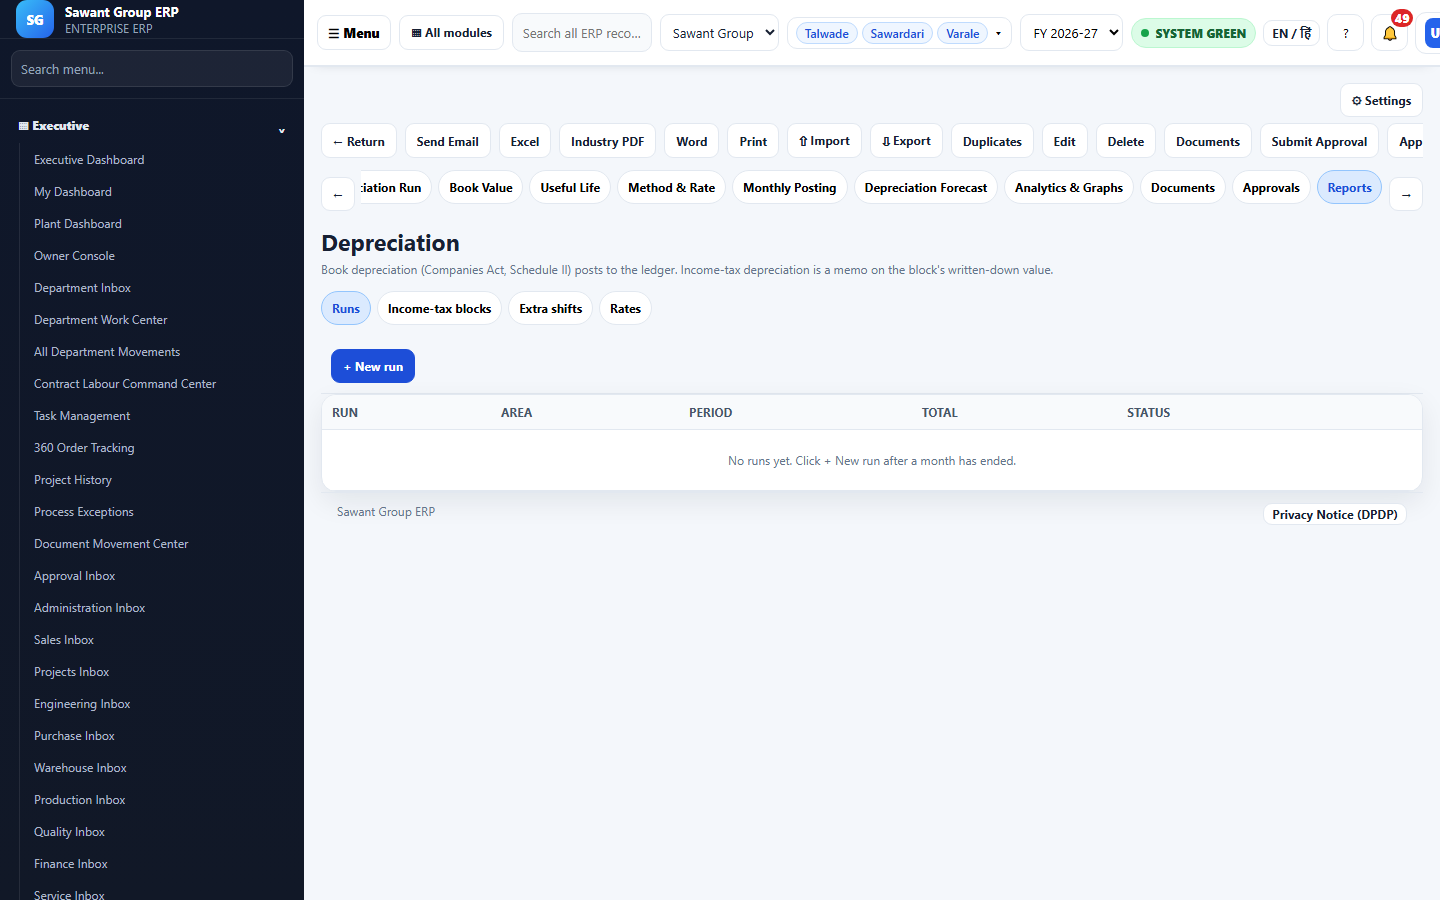 SG
Sawant Group ERP
ENTERPRISE ERP
Search menu...
Executive
Executive Dashboard
My Dashboard
Plant Dashboard
Owner Console
Department Inbox
Department Work Center
All Department Movements
Contract Labour Command Center
Task Management
360 Order Tracking
Project History
Process Exceptions
Document Movement Center
Approval Inbox
Administration Inbox
Sales Inbox
Projects Inbox
Engineering Inbox
Purchase Inbox
Warehouse Inbox
Production Inbox
Quality Inbox
Finance Inbox
Service Inbox
☰ Menu All modules Search all ERP reco... Sawant Group Talwade Sawardari Varale FY 2026-27 SYSTEM GREEN EN / हिं ? 49 U
⚙ Settings
← Return Send Email Excel Industry PDF Word Print ⇧Import ⇩Export Duplicates Edit Delete Documents Submit Approval App
← ciation Run Book Value Useful Life Method & Rate Monthly Posting Depreciation Forecast Analytics & Graphs Documents Approvals Reports →
Depreciation
Book depreciation (Companies Act, Schedule II) posts to the ledger. Income-tax depreciation is a memo on the block's written-down value.
Runs Income-tax blocks Extra shifts Rates
+ New run
RUN AREA PERIOD TOTAL STATUS
No runs yet. Click + New run after a month has ended.
Sawant Group ERP Privacy Notice (DPDP)